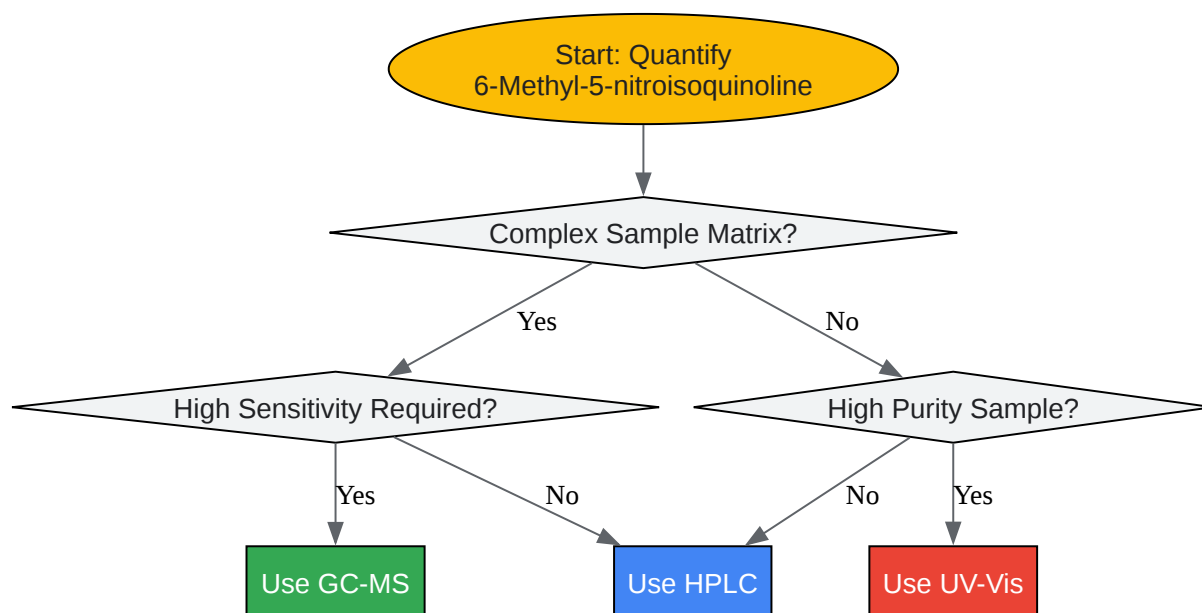 Start: Quantify
6-Methyl-5-nitroisoquinoline
Complex Sample Matrix?
Yes
No
High Sensitivity Required?
High Purity Sample?
Yes
No
No
Yes
Use GC-MS
Use HPLC
Use UV-Vis